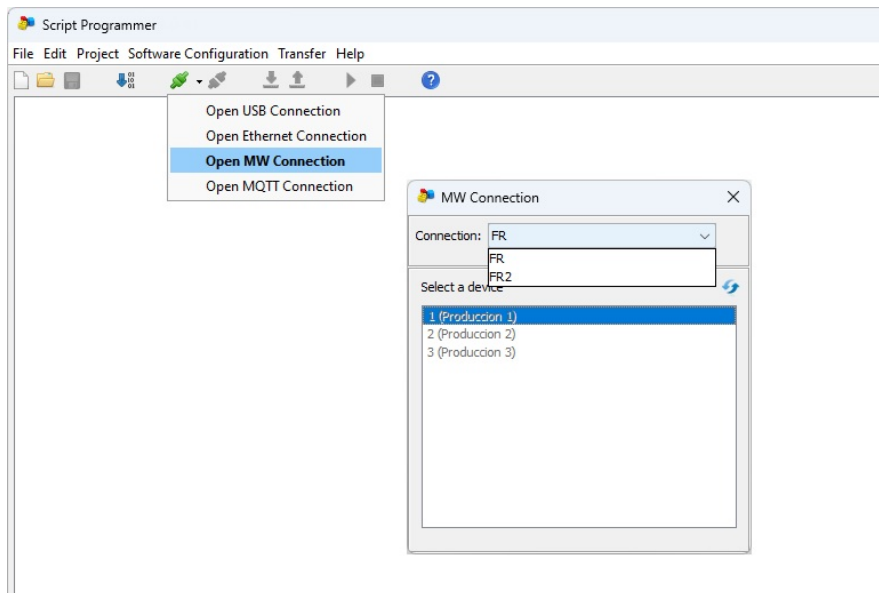 Script Programmer
File Edit Project Software Configuration Transfer Help
Open USB Connection
Open Ethernet Connection
Open MW Connection
Open MQTT Connection
MW Connection
Connection: FR
FR
FR2
Select a device
1 (Produccion 1)
2 (Produccion 2)
3 (Produccion 3)